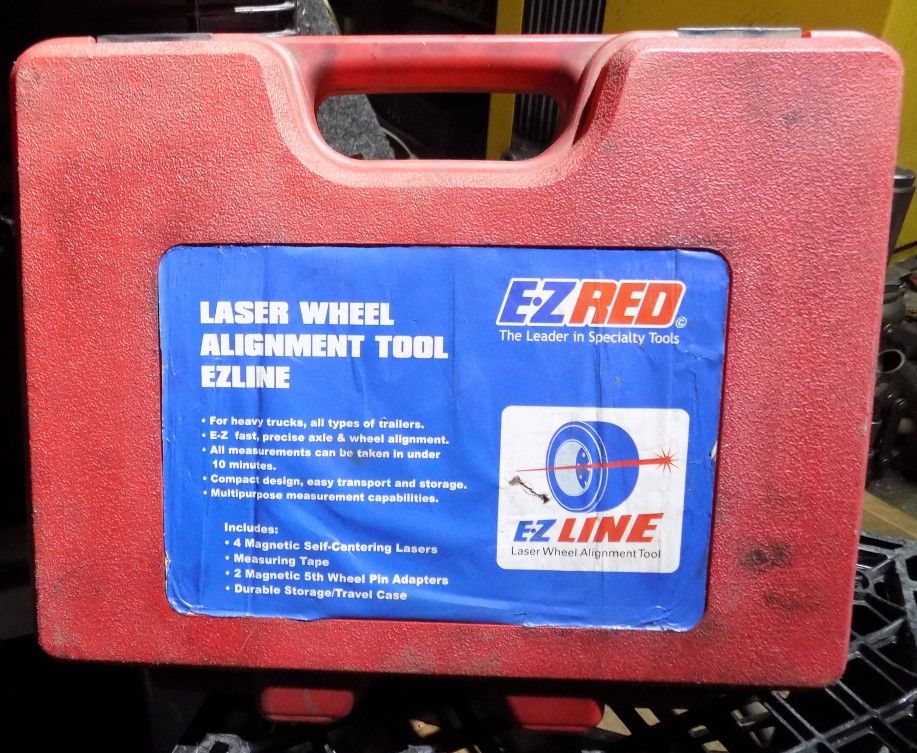 LASER WHEEL
ALIGNMENT TOOL
EZLINE
• For heavy trucks, all types of trailers.
• E-Z fast, precise axle & wheel alignment.
• All measurements can be taken in under
10 minutes.
• Compact design, easy transport and storage.
• Multipurpose measurement capabilities.
Includes:
• 4 Magnetic Self-Centering Lasers
• Measuring Tape
• 2 Magnetic 5th Wheel Pin Adapters
• Durable Storage/Travel Case
E-Z RED ©
The Leader in Specialty Tools
E-Z LINE
Laser Wheel Alignment Tool